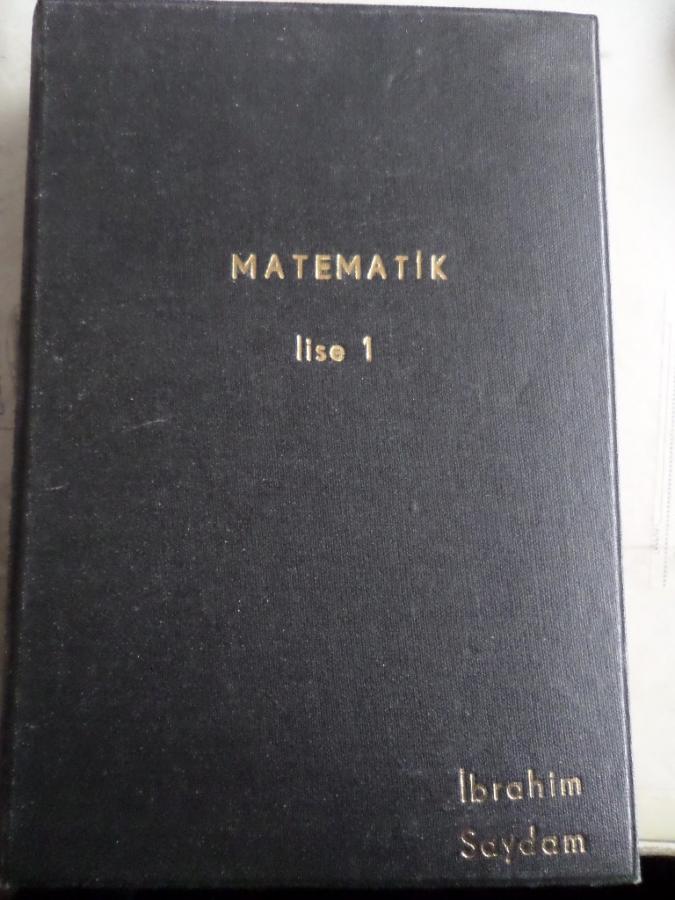 MATEMATİK
lise 1
İbrahim
Saydam